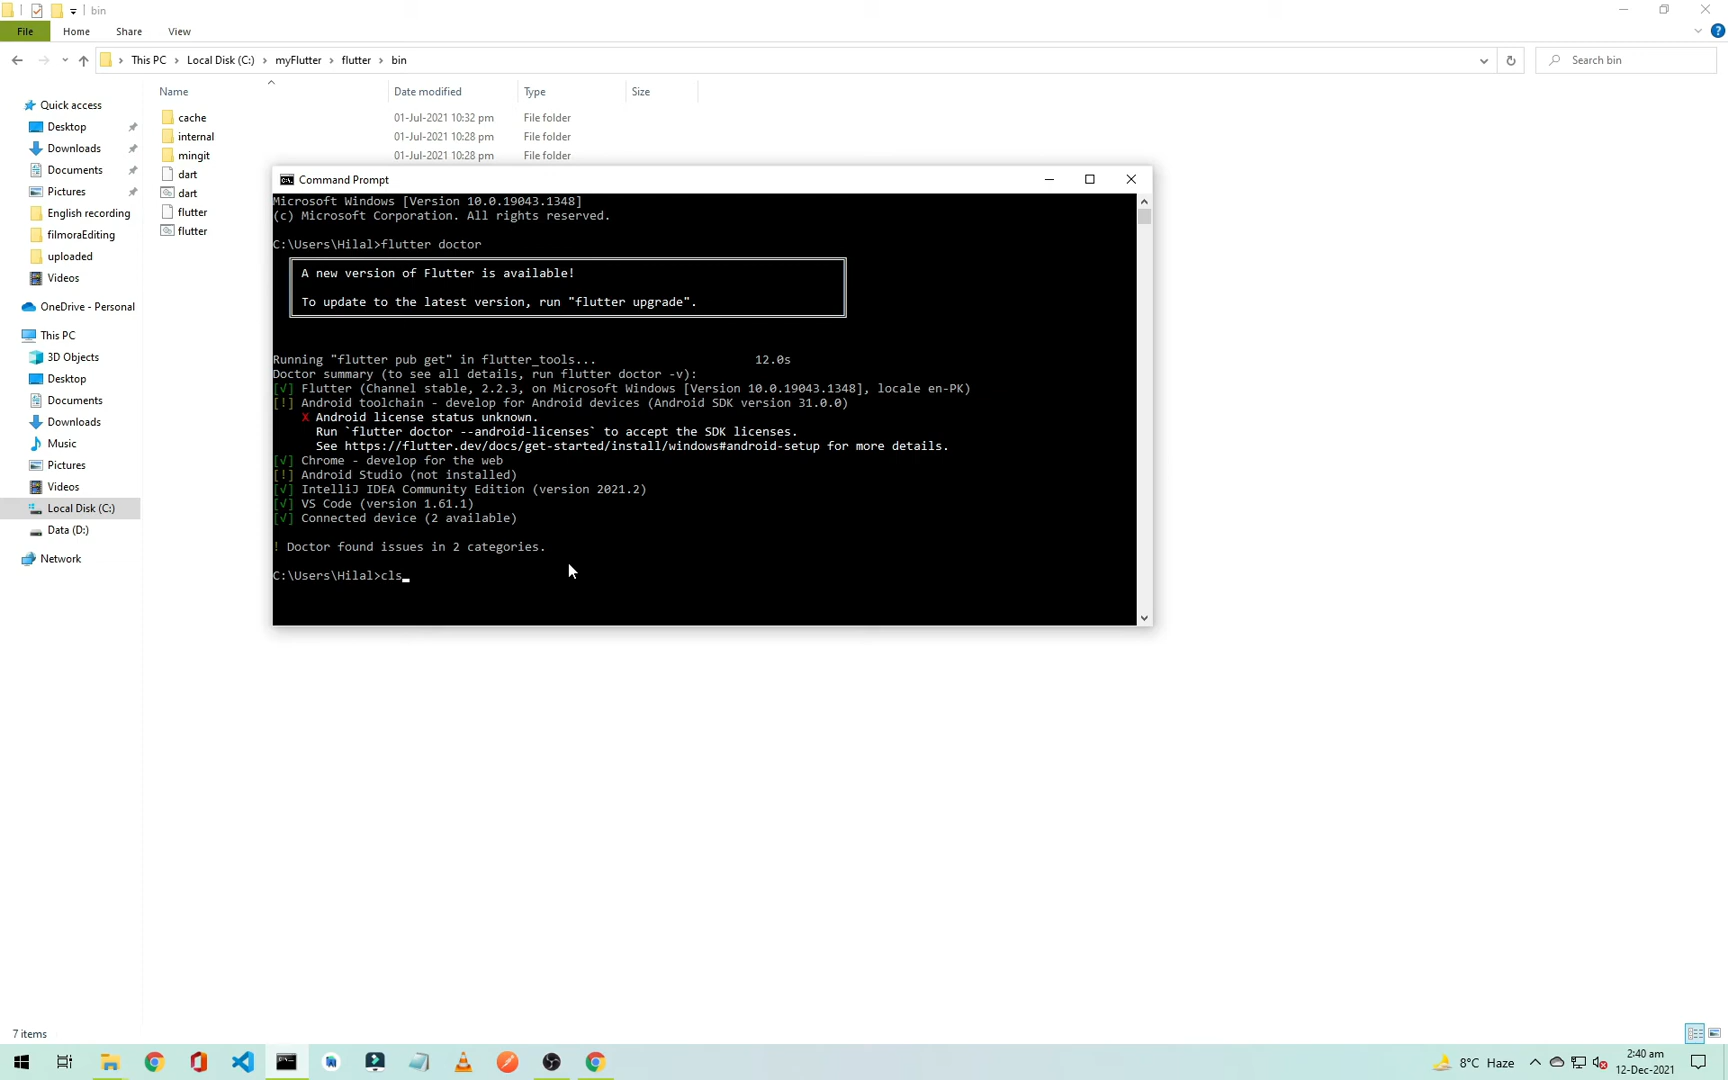 bin
File
Home
Share
View
This PC
Local Disk (C:)
myFlutter
flutter
bin
Search bin
Name
Date modified
Type
Size
Quick access
Desktop
Downloads
Documents
Pictures
English recording
filmoraEditing
uploaded
Videos
OneDrive - Personal
This PC
3D Objects
Desktop
Documents
Downloads
Music
Pictures
Videos
Local Disk (C:)
Data (D:)
Network
cache 01-Jul-2021 10:32 pm File folder
internal 01-Jul-2021 10:28 pm File folder
mingit 01-Jul-2021 10:28 pm File folder
dart
dart
flutter
flutter
Command Prompt
Microsoft Windows [Version 10.0.19043.1348]
(c) Microsoft Corporation. All rights reserved.
C:\Users\Hilal>flutter doctor
A new version of Flutter is available!
To update to the latest version, run "flutter upgrade".
Running "flutter pub get" in flutter_tools... 12.0s
Doctor summary (to see all details, run flutter doctor -v):
[√] Flutter (Channel stable, 2.2.3, on Microsoft Windows [Version 10.0.19043.1348], locale en-PK)
[!] Android toolchain - develop for Android devices (Android SDK version 31.0.0)
X Android license status unknown.
Run `flutter doctor --android-licenses` to accept the SDK licenses.
See https://flutter.dev/docs/get-started/install/windows#android-setup for more details.
[√] Chrome - develop for the web
[!] Android Studio (not installed)
[√] IntelliJ IDEA Community Edition (version 2021.2)
[√] VS Code (version 1.61.1)
[√] Connected device (2 available)
! Doctor found issues in 2 categories.
C:\Users\Hilal>cls
7 items
8°C Haze
2:40 am
12-Dec-2021